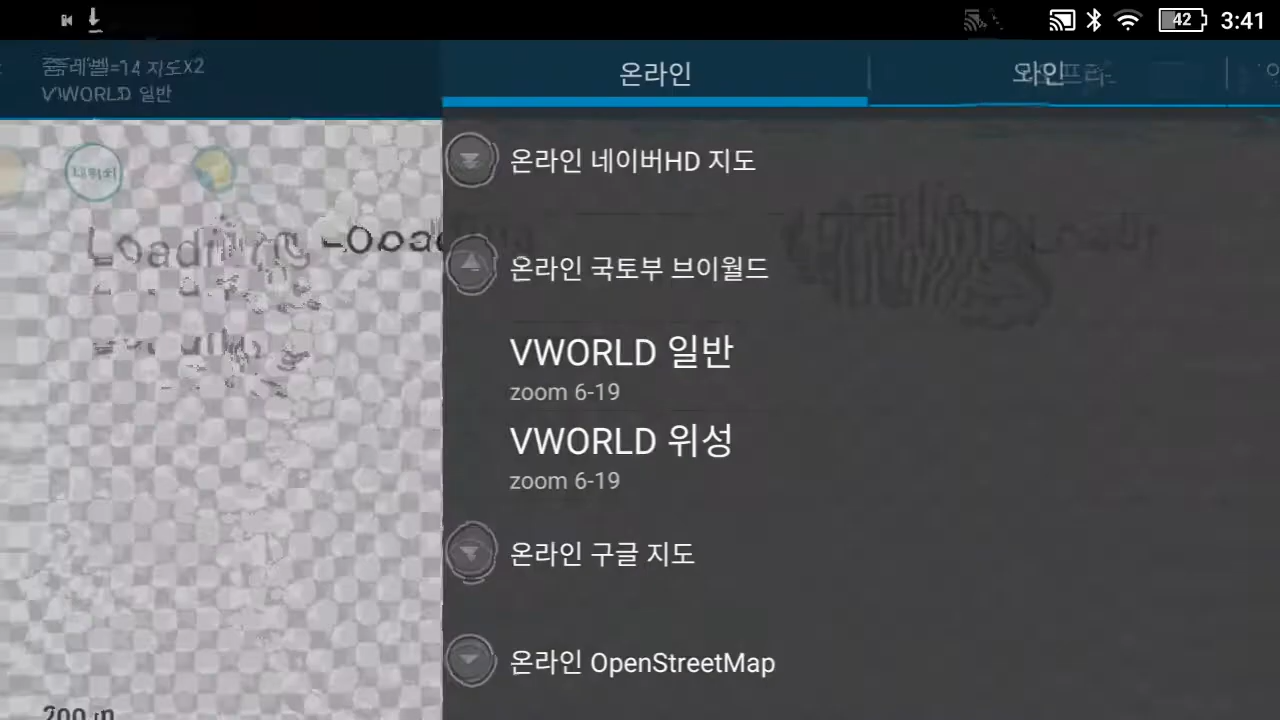 42 3:41
줌레벨=14 지도X2
VWORLD 일반
온라인
온라인 네이버HD 지도
Loading
온라인 국토부 브이월드
VWORLD 일반
zoom 6-19
VWORLD 위성
zoom 6-19
온라인 구글 지도
온라인 OpenStreetMap
200 m